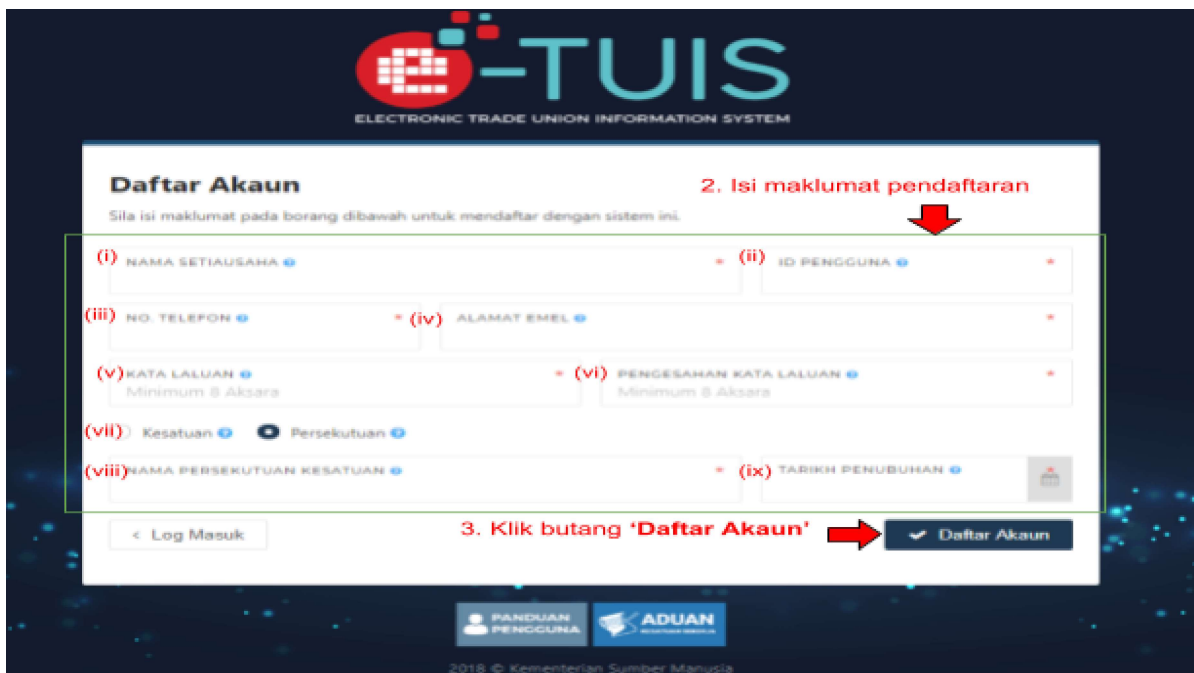 e-TUIS
ELECTRONIC TRADE UNION INFORMATION SYSTEM
Daftar Akaun
2. Isi maklumat pendaftaran
Sila isi maklumat pada borang dibawah untuk mendaftar dengan sistem ini.
(i) NAMA SETIAUSAHA * (ii) ID PENGGUNA *
(iii) NO. TELEFON * (iv) ALAMAT EMEL *
(v) KATA LALUAN * (vi) PENGESAHAN KATA LALUAN *
Minimum 8 Aksara Minimum 8 Aksara
(vii) Kesatuan Persekutuan
(viii) NAMA PERSEKUTUAN KESATUAN * (ix) TARIKH PENUBUHAN *
< Log Masuk 3. Klik butang ‘Daftar Akaun’ Daftar Akaun
PANDUAN PENGGUNA
ADUAN
2018 © Kementerian Sumber Manusia